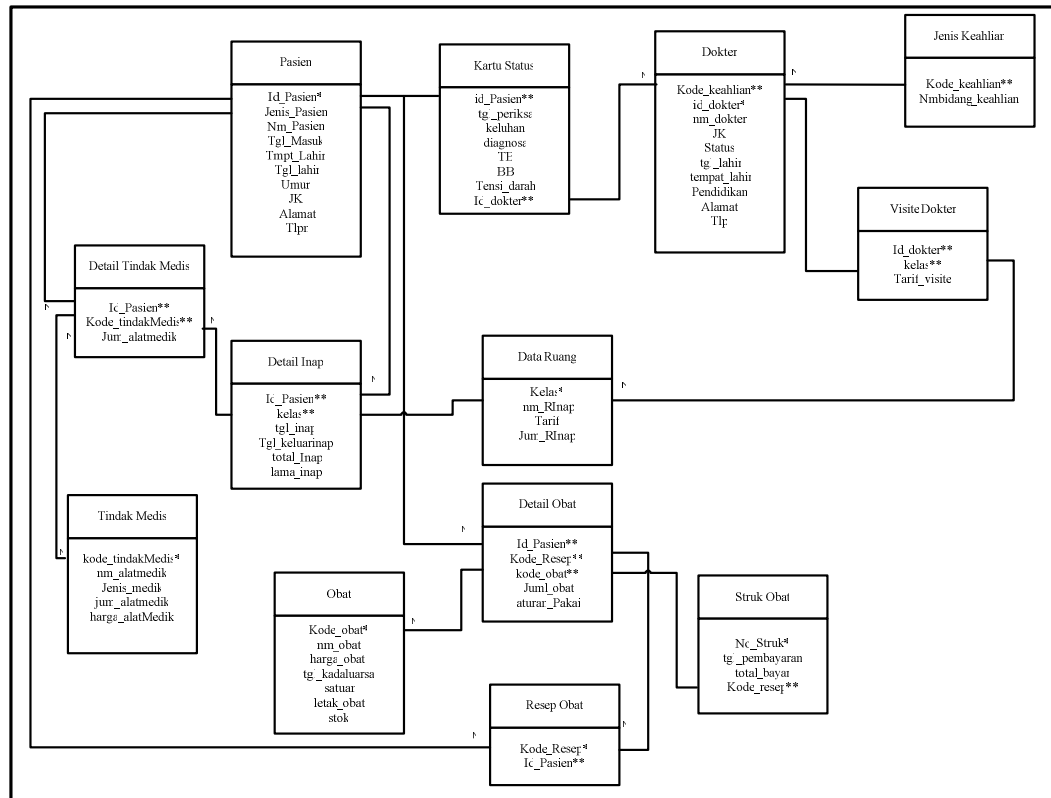 Pasien
Id_Pasien*
Jenis_Pasien
Nm_Pasien
Tgl_Masuk
Tmpt_Lahir
Tgl_lahir
Umur
JK
Alamat
Tlpn
Kartu Status
id_Pasien**
tgl_periksa
keluhan
diagnosa
TB
BB
Tensi_darah
Id_dokter**
Dokter
Kode_keahlian**
id_dokter*
nm_dokter
JK
Status
tgl_lahir
tempat_lahir
Pendidikan
Alamat
Tlp
Jenis Keahlian
Kode_keahlian**
Nmbidang_keahlian
Visite Dokter
Id_dokter**
kelas**
Tarif_visite
Detail Tindak Medis
Id_Pasien**
Kode_tindakMedis**
Jum_alatmedik
Detail Inap
Id_Pasien**
kelas**
tgl_inap
Tgl_keluarinap
total_Inap
lama_inap
Data Ruang
Kelas*
nm_RInap
Tarif
Jum_RInap
Tindak Medis
kode_tindakMedis*
nm_alatmedik
Jenis_medik
jum_alatmedik
harga_alatMedik
Detail Obat
Id_Pasien**
Kode_Resep**
kode_obat**
Juml_obat
aturan_Pakai
Obat
Kode_obat*
nm_obat
harga_obat
tgl_kadaluarsa
satuan
letak_obat
stok
Struk Obat
No_Struk*
tgl_pembayaran
total_bayar
Kode_resep**
Resep Obat
Kode_Resep*
Id_Pasien**